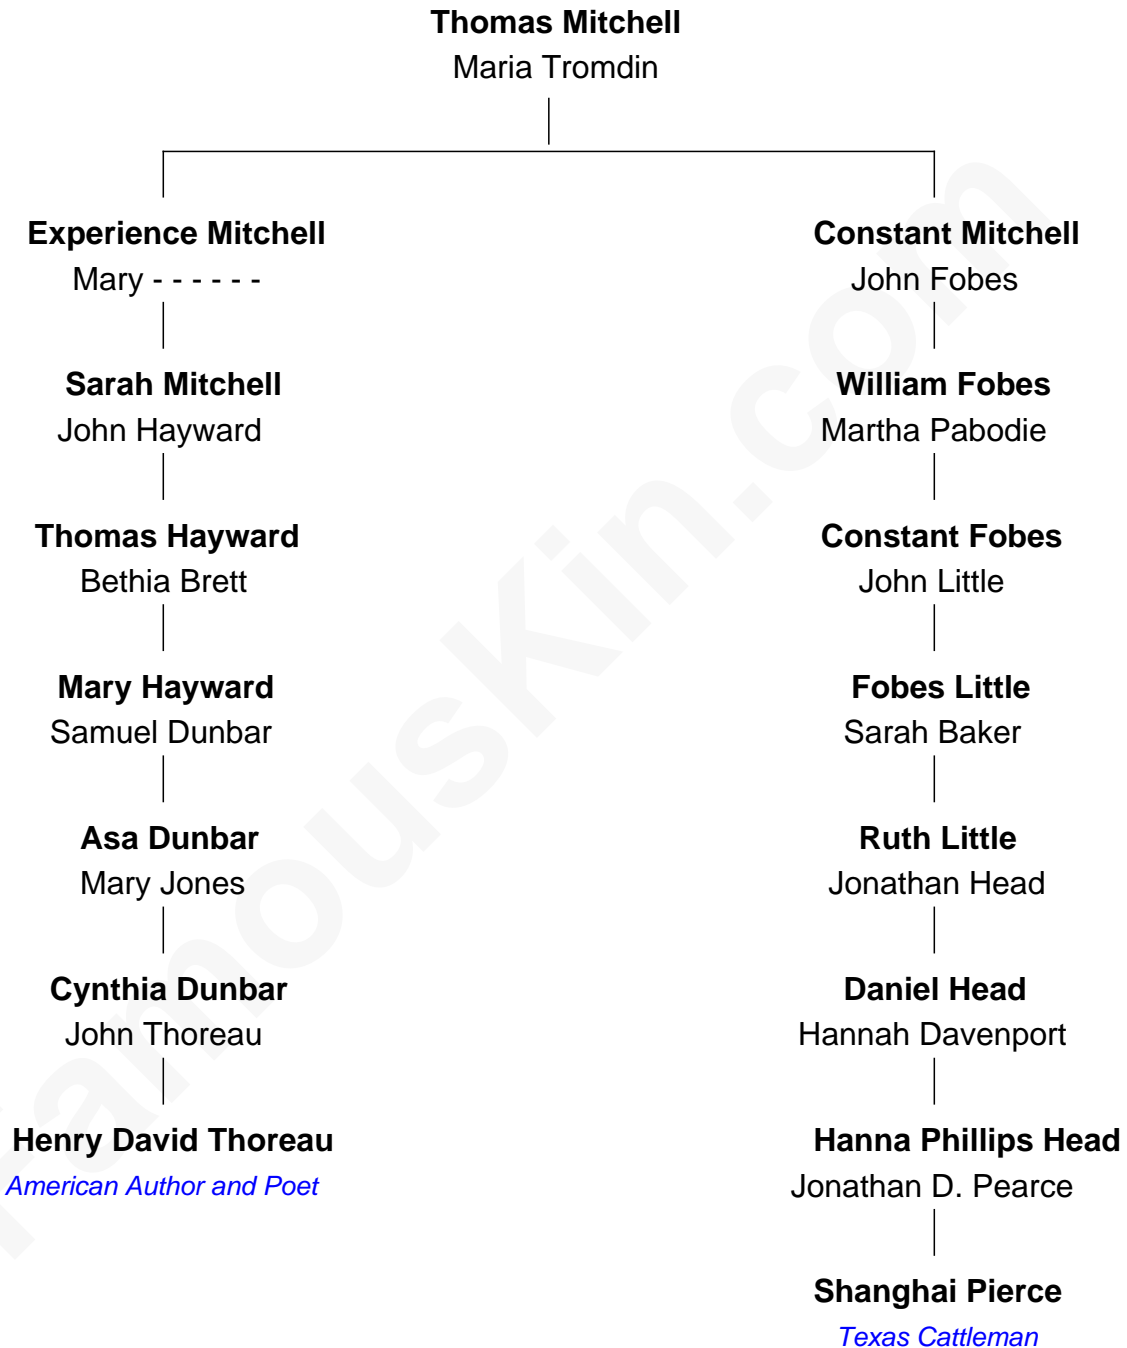 Thomas Mitchell
Maria Tromdin
Experience Mitchell
Mary - - - - - -
Sarah Mitchell
John Hayward
Thomas Hayward
Bethia Brett
Mary Hayward
Samuel Dunbar
Asa Dunbar
Mary Jones
Cynthia Dunbar
John Thoreau
Henry David Thoreau
American Author and Poet
Constant Mitchell
John Fobes
William Fobes
Martha Pabodie
Constant Fobes
John Little
Fobes Little
Sarah Baker
Ruth Little
Jonathan Head
Daniel Head
Hannah Davenport
Hanna Phillips Head
Jonathan D. Pearce
Shanghai Pierce
Texas Cattleman
FamousKin.com